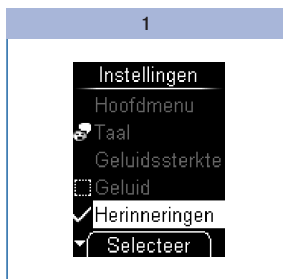 1
Instellingen
Hoofdmenu
Taal
Geluidssterkte
Geluid
Herinneringen
Selecteer